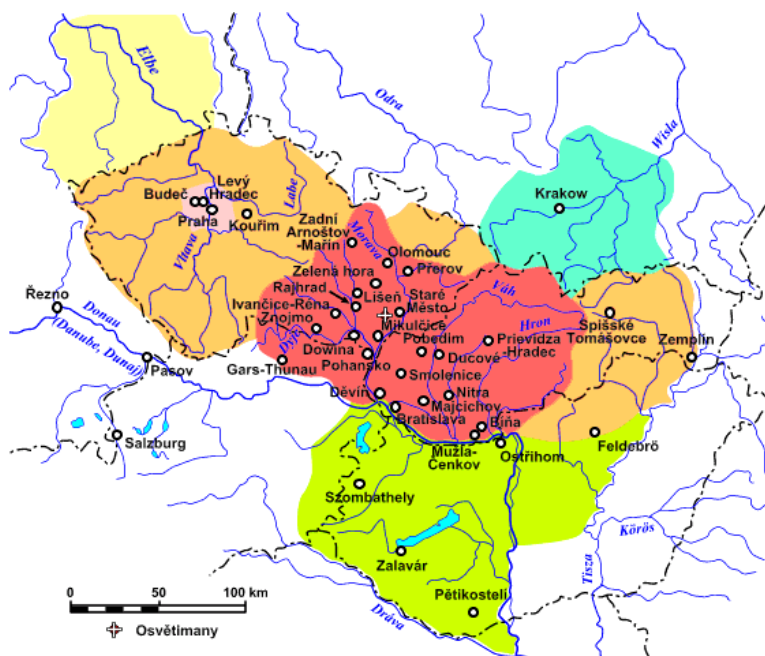 Elbe
Odra
Wisla
Levý
Hradec
Budeč
Praha
Kouřim
Labe
Vltava
Krakow
Zadní
Arnoštov
-Mařín
Morava
Olomouc
Přerov
Zelená hora
Rajhrad
Líšeň
Staré
Město
Ivančice-Réna
Znojmo
Mikulčice
Pobedim
Váh
Hron
Řezno
Donau
(Danube, Dunaj)
Pasov
Dyje
Dowina
Pohansko
Gars-Thunau
Ducové
Prievidza
-Hradec
Spišské
Tomášovce
Zemplín
Smolenice
Děvín
Nitra
Majcichov
Bratislava
Bíňa
Mužla-
Čenkov
Ostřihom
Feldebrö
Salzburg
Szombathely
Körös
Tisza
Zalavár
Pětikostelí
Dráva
0 50 100 km
Osvětimany